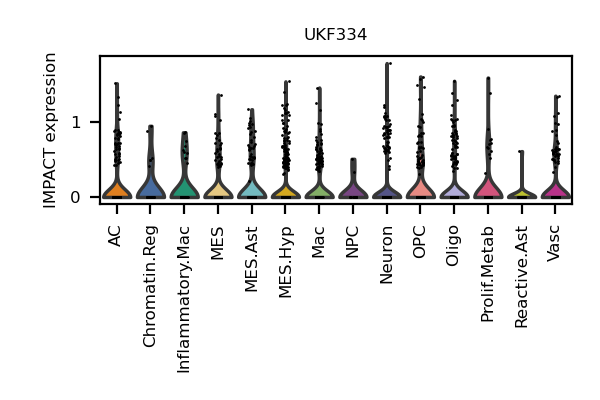 UKF334
IMPACT expression
1
0
AC
Chromatin.Reg
Inflammatory.Mac
MES
MES.Ast
MES.Hyp
Mac
NPC
Neuron
OPC
Oligo
Prolif.Metab
Reactive.Ast
Vasc